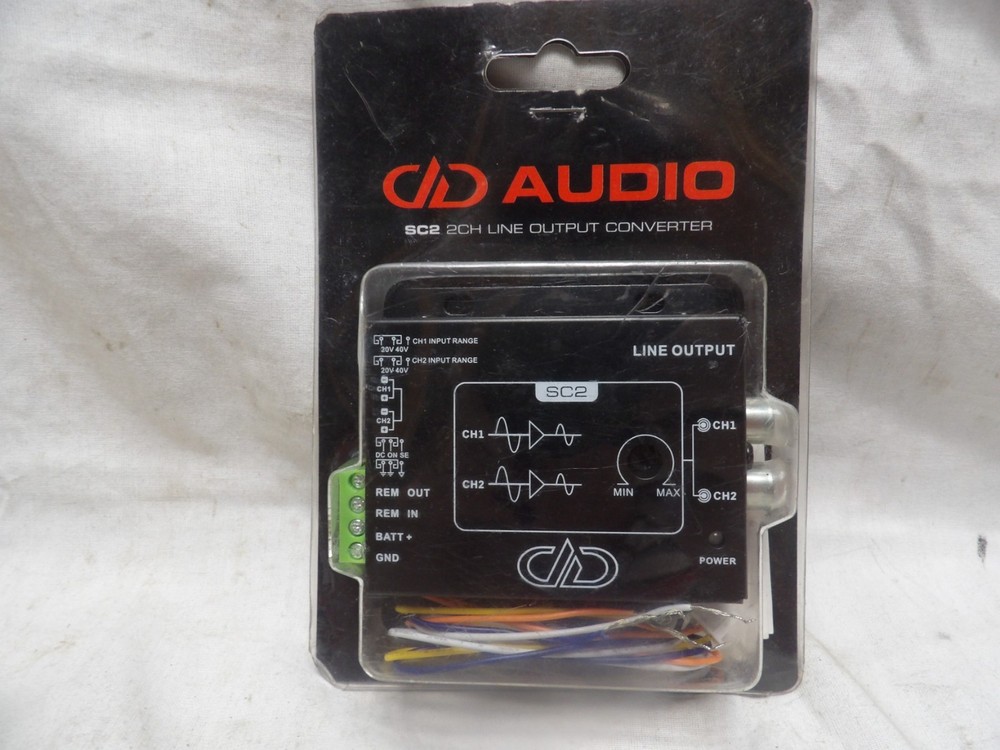 DD AUDIO
SC2 2CH LINE OUTPUT CONVERTER
CH1 INPUT RANGE
20V 40V
CH2 INPUT RANGE
20V 40V
CH1
CH2
DC ON SE
REM OUT
REM IN
BATT +
GND
SC2
CH1
CH2
MIN MAX
LINE OUTPUT
CH1
CH2
POWER